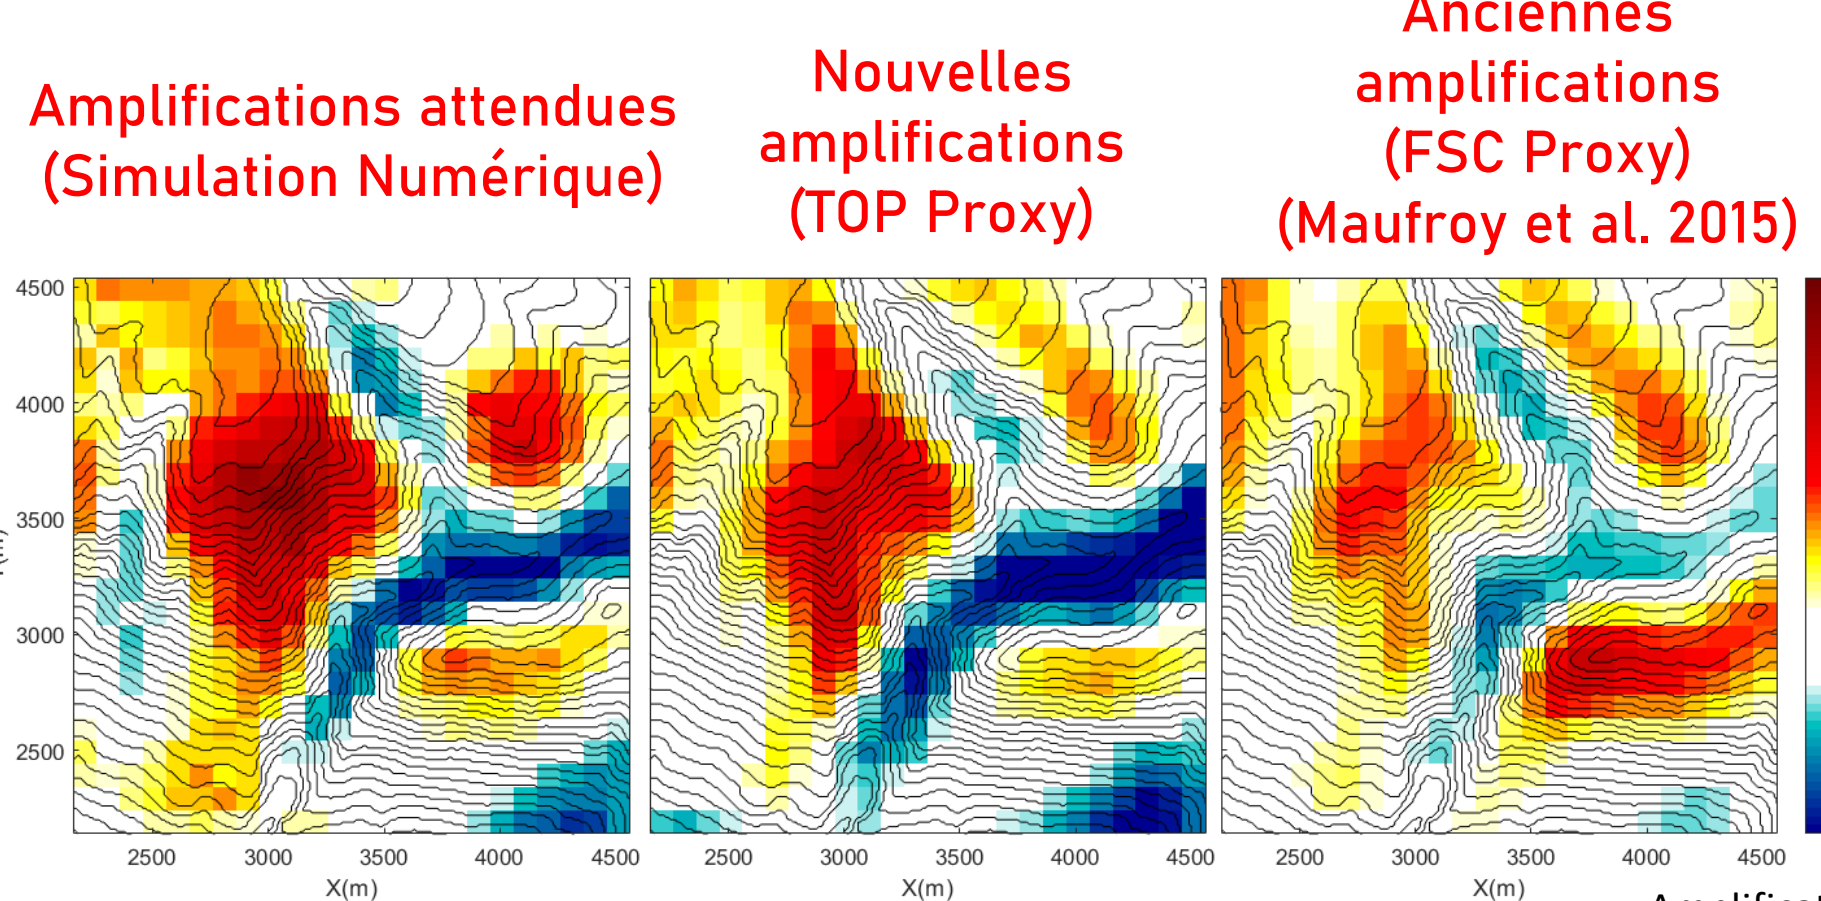 Anciennes
Nouvelles
amplifications
Amplifications attendues
amplifications
(FSC Proxy)
(Simulation Numérique)
(TOP Proxy)
(Maufroy et al. 2015)
4500
4000
3500
3000
2500
2500 3000 3500 4000 4500
2500 3000 3500 4000 4500
2500 3000 3500 4000 4500
X(m)
X(m)
X(m)